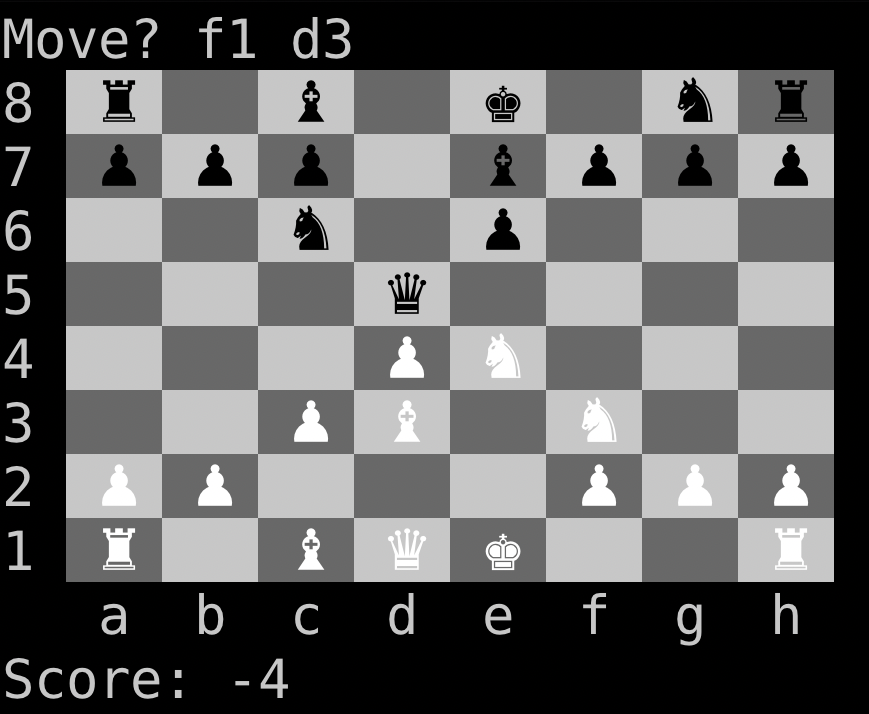 Move? f1 d3
8 ♜ ♝ ♚ ♞ ♜
7 ♟ ♟ ♟ ♝ ♟ ♟ ♟
6 ♞ ♟
5 ♛
4 ♟ ♞
3 ♟ ♝ ♞
2 ♟ ♟ ♟ ♟ ♟
1 ♜ ♝ ♛ ♚ ♜
a b c d e f g h
Score: -4